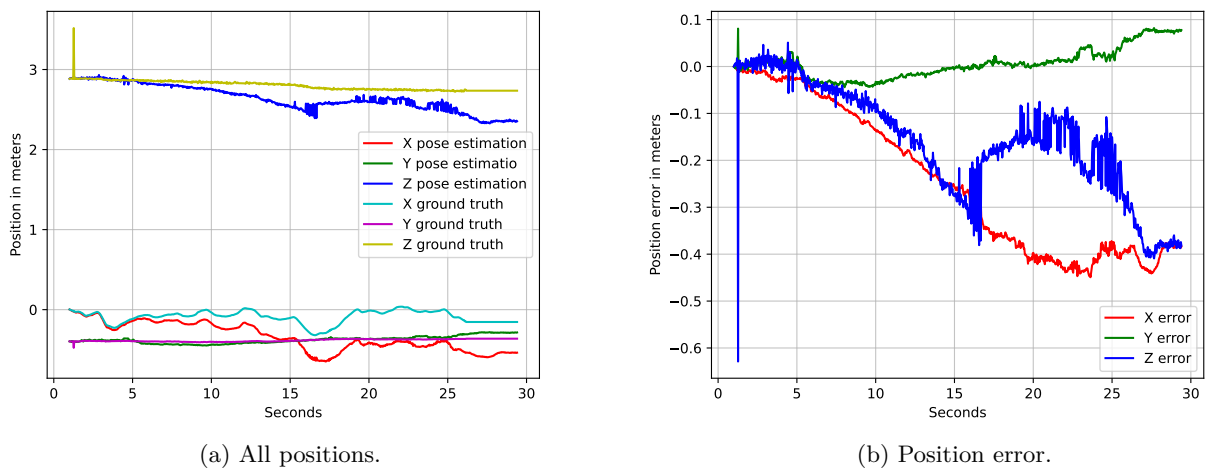 3
2
1
0
0
5
10
15
20
25
30
Position in meters
Seconds
X pose estimation
Y pose estimatio
Z pose estimation
X ground truth
Y ground truth
Z ground truth
(a) All positions.
0.1
0.0
−0.1
−0.2
−0.3
−0.4
−0.5
−0.6
0
5
10
15
20
25
30
Position error in meters
Seconds
X error
Y error
Z error
(b) Position error.